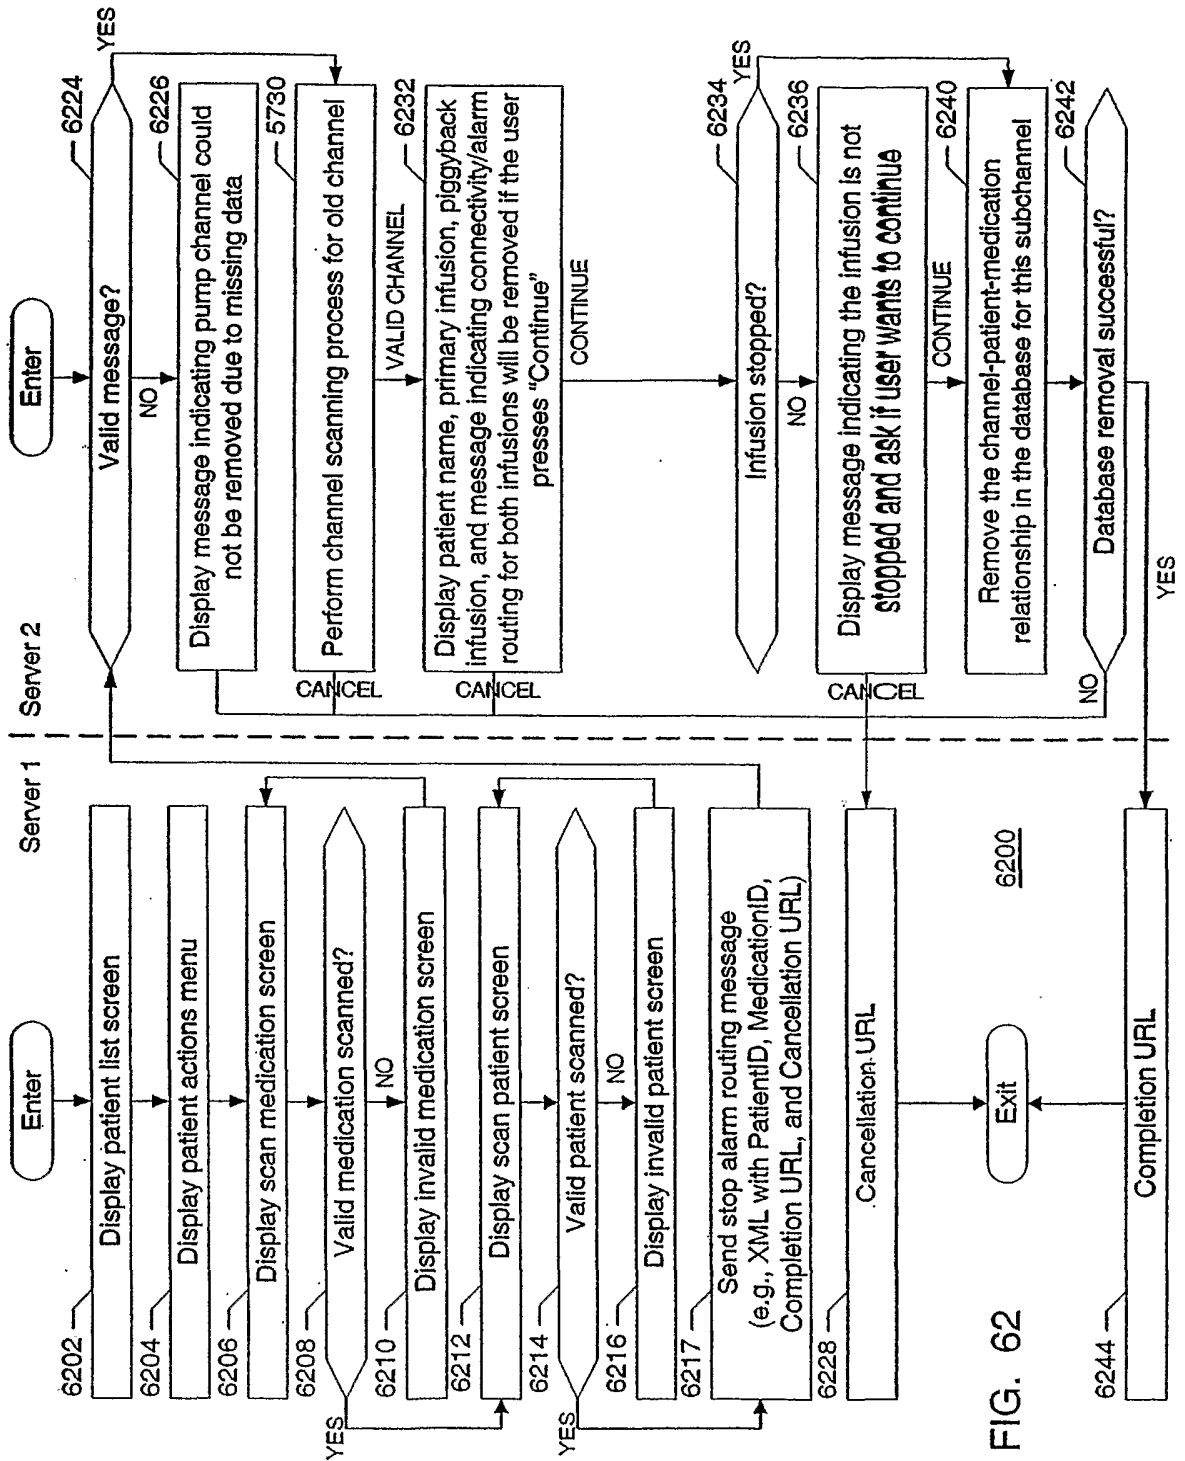 Server 1
Enter
6202
Display patient list screen
6204
Display patient actions menu
6206
Display scan medication screen
6208
Valid medication scanned?
YES
NO
6210
Display invalid medication screen
6212
Display scan patient screen
6214
Valid patient scanned?
YES
NO
6216
Display invalid patient screen
6217
Send stop alarm routing message
(e.g., XML with PatientID, MedicationID,
Completion URL, and Cancellation URL)
6228
Cancellation URL
Exit
6200
6244
Completion URL
FIG. 62
Server 2
Enter
6224
Valid message?
YES
NO
6226
Display message indicating pump channel could
not be removed due to missing data
5730
Perform channel scanning process for old channel
CANCEL
VALID CHANNEL
6232
Display patient name, primary infusion, piggyback
infusion, and message indicating connectivity/alarm
routing for both infusions will be removed if the user
presses "Continue"
CANCEL
CONTINUE
6234
Infusion stopped?
YES
NO
6236
Display message indicating the infusion is not
stopped and ask if user wants to continue
CANCEL
CONTINUE
6240
Remove the channel-patient-medication
relationship in the database for this subchannel
6242
Database removal successful?
NO
YES